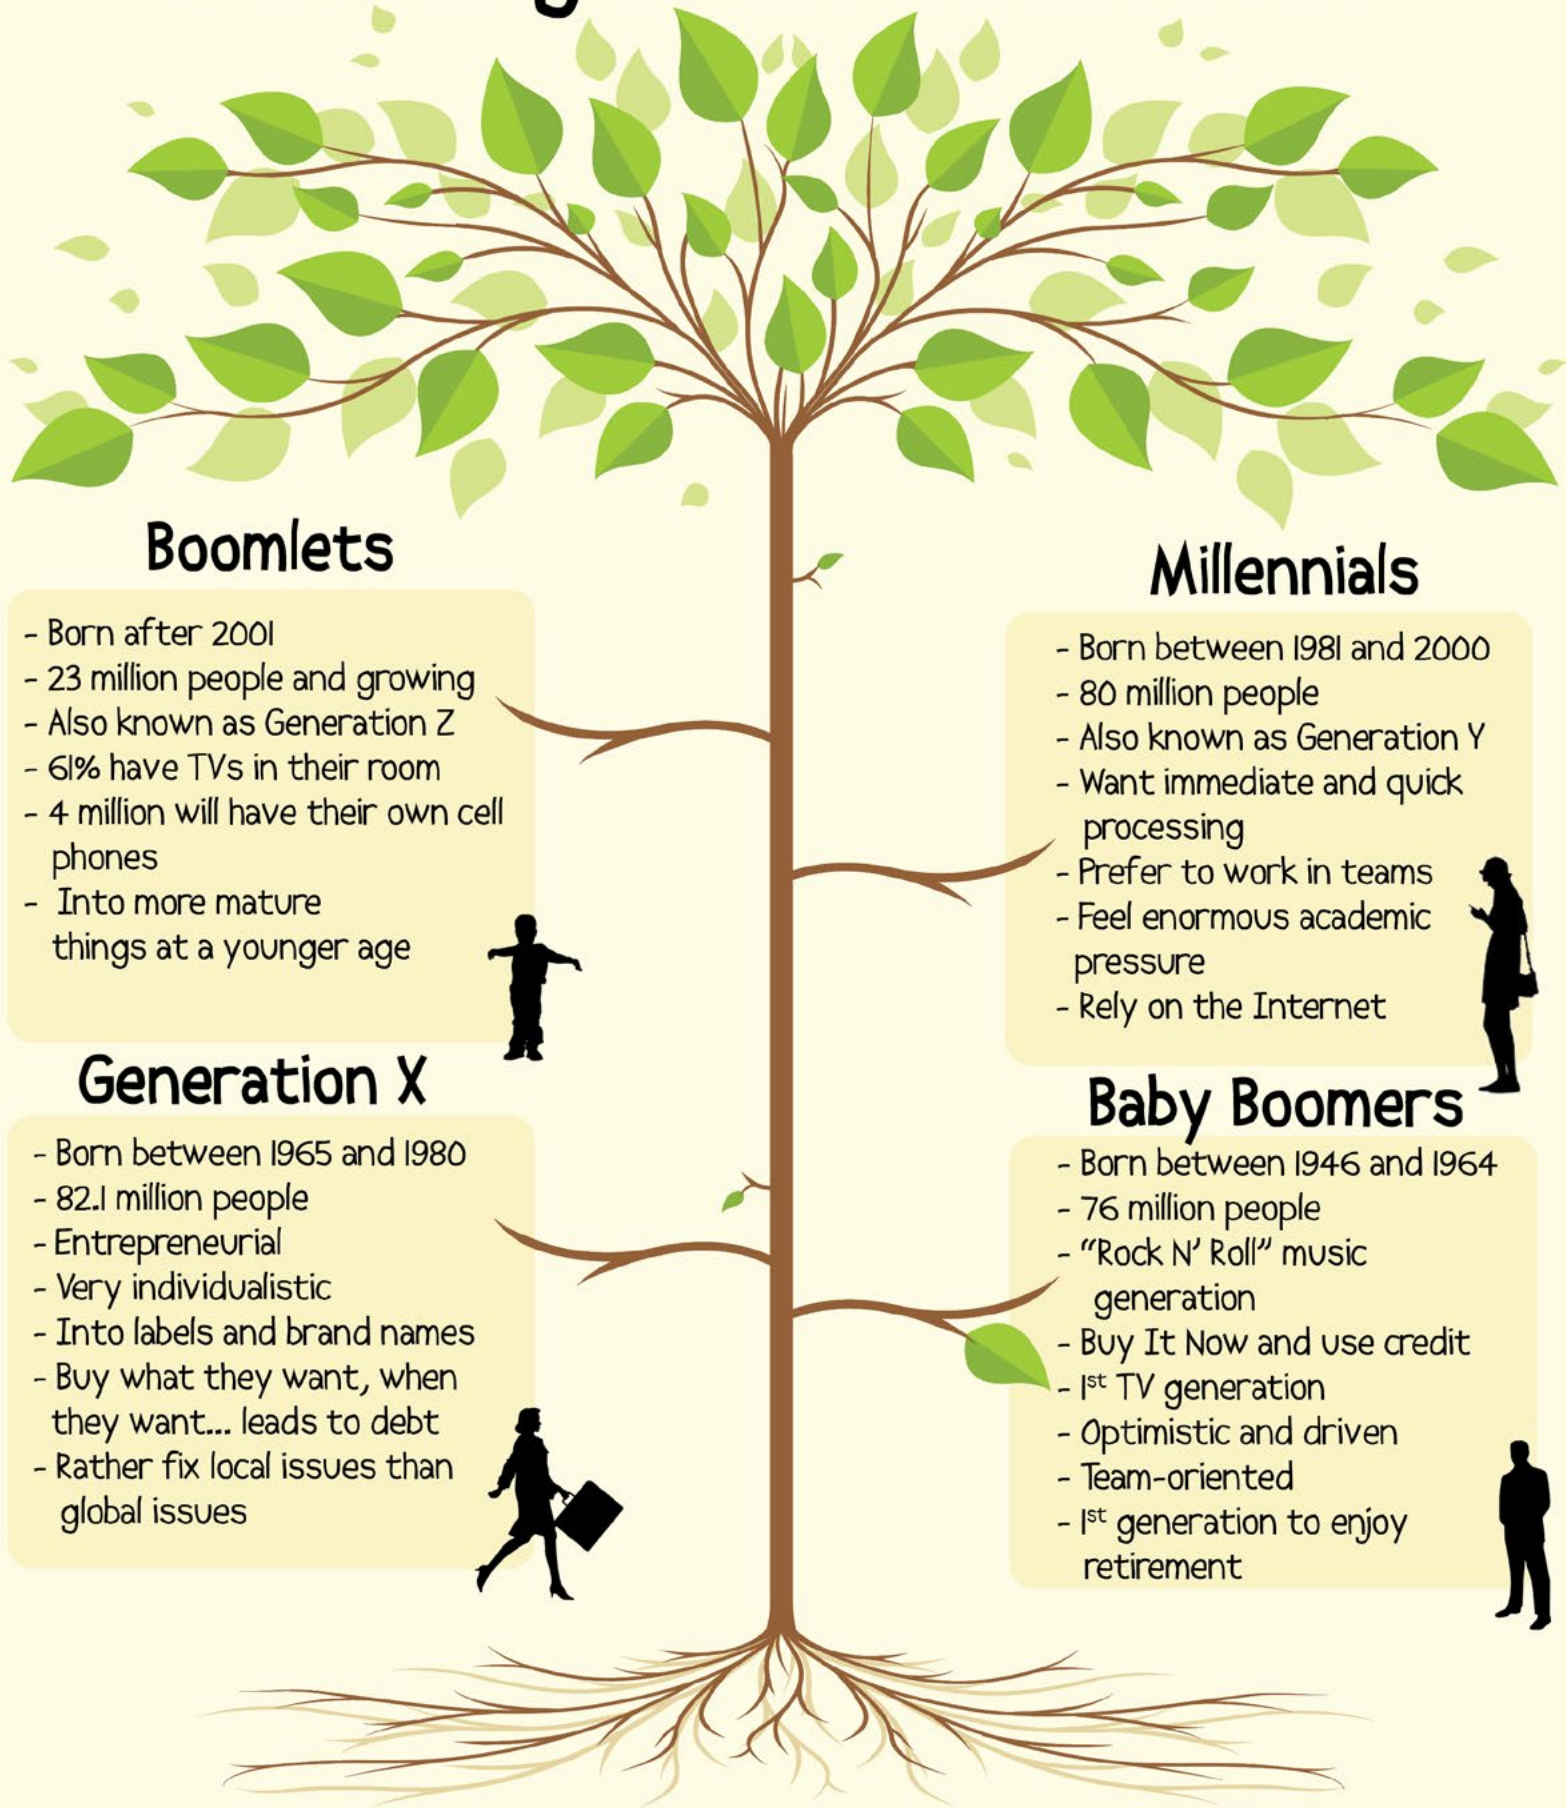 Boomlets
- Born after 2001
- 23 million people and growing
- Also known as Generation Z
- 61% have TVs in their room
- 4 million will have their own cell
phones
- Into more mature
things at a younger age
Millennials
- Born between 1981 and 2000
- 80 million people
- Also known as Generation Y
- Want immediate and quick
processing
- Prefer to work in teams
- Feel enormous academic
pressure
- Rely on the Internet
Generation X
- Born between 1965 and 1980
- 82.1 million people
- Entrepreneurial
- Very individualistic
- Into labels and brand names
- Buy what they want, when
they want... leads to debt
- Rather fix local issues than
global issues
Baby Boomers
- Born between 1946 and 1964
- 76 million people
- “Rock N’ Roll” music
generation
- Buy It Now and use credit
- 1st TV generation
- Optimistic and driven
- Team-oriented
- 1st generation to enjoy
retirement